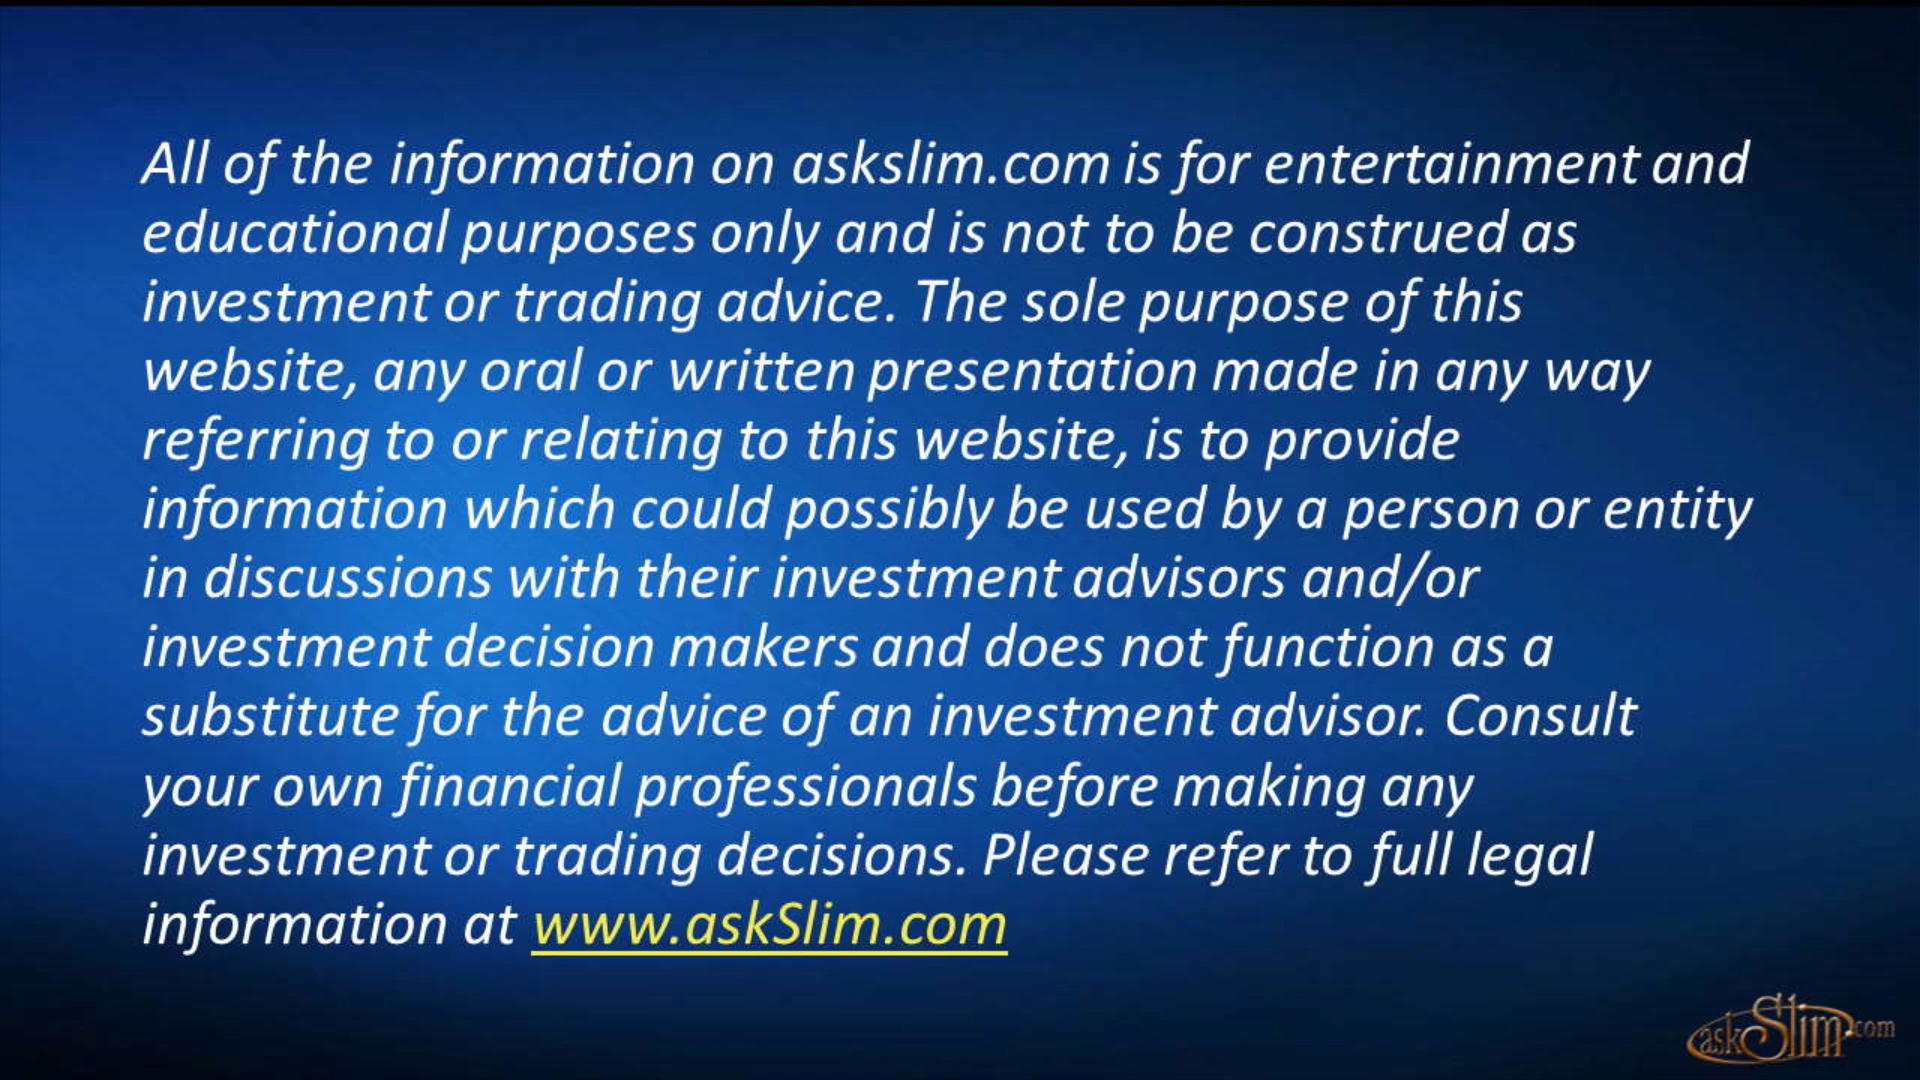 All of the information on askslim.com is for entertainment and
educational purposes only and is not to be construed as
investment or trading advice. The sole purpose of this
website, any oral or written presentation made in any way
referring to or relating to this website, is to provide
information which could possibly be used by a person or entity
in discussions with their investment advisors and/or
investment decision makers and does not function as a
substitute for the advice of an investment advisor. Consult
your own financial professionals before making any
investment or trading decisions. Please refer to full legal
information at www.askSlim.com
askSlim.com